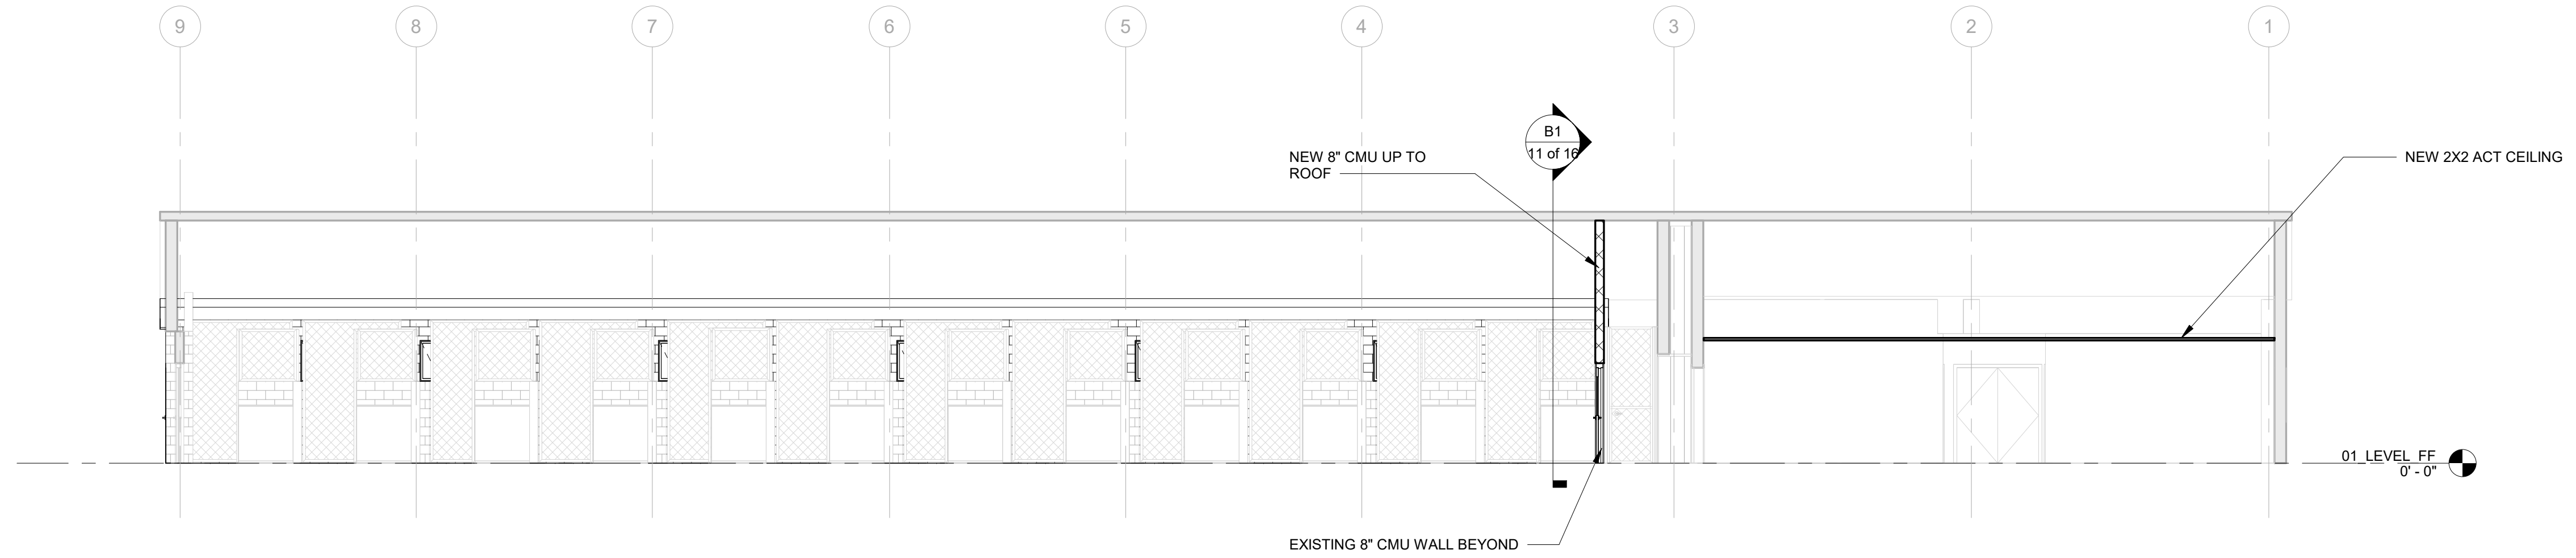 9 8 7 6 5 4 3 2 1
B1
11 of 16
NEW 8" CMU UP TO
ROOF
NEW 2X2 ACT CEILING
01_LEVEL_FF
0' - 0"
EXISTING 8" CMU WALL BEYOND